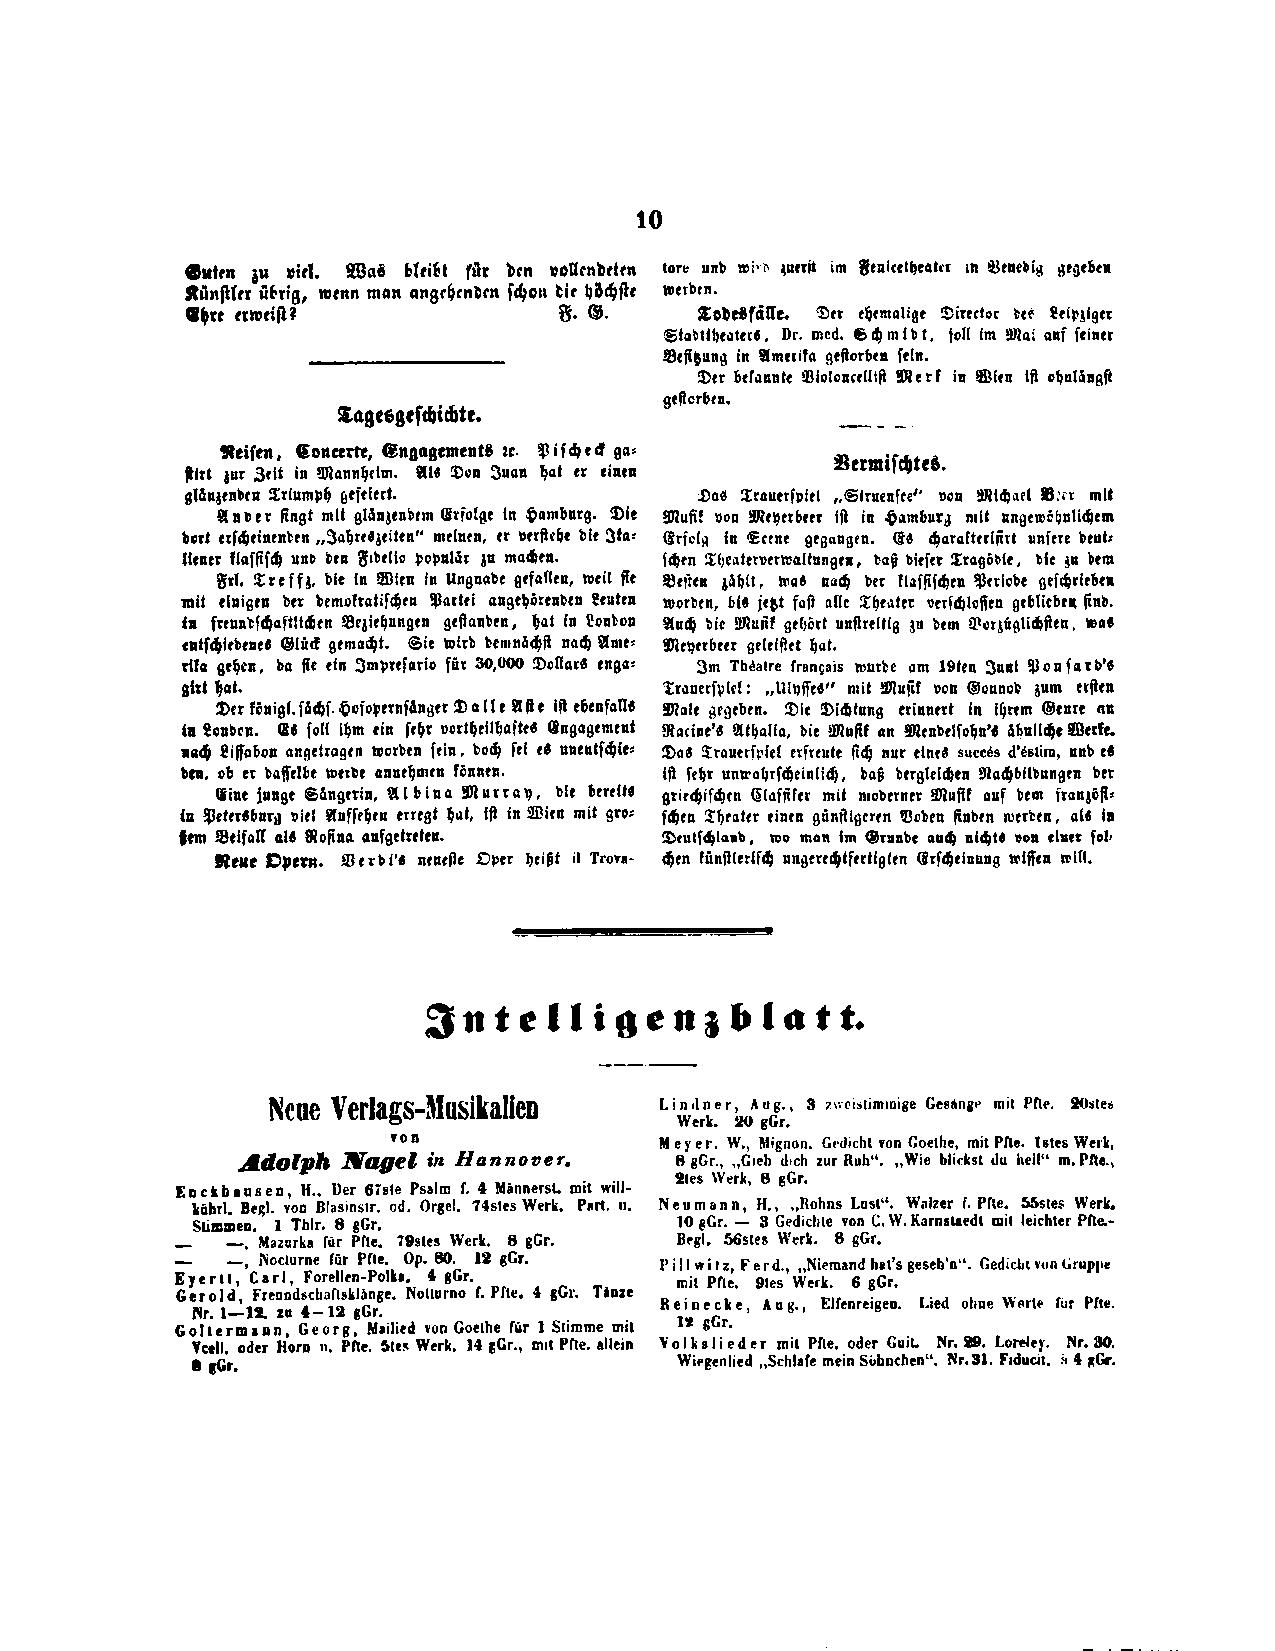 10
Guten zu viel. Was bleibt für den vollendeten
Künstler übrig, wenn man angehenden schon die höchste
Ehre erweist? F. G.
Tagesgeschichte.
Reisen, Concerte, Engagements ꝛc. Pischeck ga-
stirt zur Zeit in Mannheim. Als Don Juan hat er einen
glänzenden Triumph gefeiert.
Ander singt mit glänzendem Erfolge in Hamburg. Die
dort erscheinenden „Jahreszeiten“ meinen, er verstehe die Ita-
liener klassisch und den Fidelio populär zu machen.
Frl. Treffz, die in Wien in Ungnade gefallen, weil sie
mit einigen der demokratischen Partei angehörenden Leuten
in freundschaftlichen Beziehungen gestanden, hat in London
entschiedenes Glück gemacht. Sie wird demnächst nach Ame-
rika gehen, da sie ein Impresario für 30,000 Dollars enga-
girt hat.
Der königl. sächs. Hofopernsänger Dalle Aste ist ebenfalls
in London. Es soll ihm ein sehr vortheilhaftes Engagement
nach Lissabon angetragen worden sein, doch sei es unentschie-
den, ob er dasselbe werde annehmen können.
Eine junge Sängerin, Albina Murray, die bereits
in Petersburg viel Aufsehen erregt hat, ist in Wien mit gro-
ßem Beifall als Rosina aufgetreten.
Neue Opern. Verdi's neueste Oper heißt il Trova-
tore und wird zuerst im Fenicetheater in Venedig gegeben
werden.
Todesfälle. Der ehemalige Director des Leipziger
Stadttheaters, Dr. med. Schmidt, soll im Mai auf seiner
Besitzung in Amerika gestorben sein.
Der bekannte Violoncellist Merk in Wien ist ohnlängst
gestorben.
Vermischtes.
Das Trauerspiel „Struensee“ von Michael Beer mit
Musik von Meyerbeer ist in Hamburg mit ungewöhnlichem
Erfolg in Scene gegangen. Es charakterisirt unsere deut-
schen Theaterverwaltungen, daß dieser Tragödie, die zu dem
Besten zählt, was nach der klassischen Periode geschrieben
worden, bis jetzt fast alle Theater verschlossen geblieben sind.
Auch die Musik gehört unstreitig zu dem Vorzüglichsten, was
Meyerbeer geleistet hat.
Im Théatre français wurde am 19ten Juni Ponsard's
Trauerspiel: „Ulysses“ mit Musik von Gounod zum ersten
Male gegeben. Die Dichtung erinnert in ihrem Genre an
Racine's Athalia, die Musik an Mendelsohn's ähnliche Werke.
Das Trauerspiel erfreute sich nur eines succés d'éstim, und es
ist sehr unwahrscheinlich, daß dergleichen Nachbildungen der
griechischen Classiker mit moderner Musik auf dem französi-
schen Theater einen günstigeren Boden finden werden, als in
Deutschland, wo man im Grunde auch nichts von einer sol-
chen künstlerisch ungerechtfertigten Erscheinung wissen will.
Intelligenzblatt.
Neue Verlags-Musikalien
von
Adolph Nagel in Hannover.
Enckhausen, H., Der 67ste Psalm f. 4 Männerst. mit will-
kührl. Begl. von Blasinstr. od. Orgel. 74stes Werk. Part. u.
Stimmen. 1 Thlr. 8 gGr.
— —, Mazurka für Pfte. 79stes Werk. 8 gGr.
— —, Nocturne für Pfte. Op. 80. 12 gGr.
Eyertt, Carl, Forellen-Polka. 4 gGr.
Gerold, Freundschaftsklänge. Notturno f. Pfte. 4 gGr. Tänze
Nr. 1—12. zu 4—12 gGr.
Goltermann, Georg, Mailied von Goethe für 1 Stimme mit
Vcell. oder Horn u. Pfte. 5tes Werk. 14 gGr., mit Pfte. allein
8 gGr.
Lindner, Aug., 3 zweistimmige Gesänge mit Pfte. 20stes
Werk. 20 gGr.
Meyer, W., Mignon. Gedicht von Goethe, mit Pfte. 1stes Werk,
8 gGr., „Gieb dich zur Ruh“. „Wie blickst du hell“ m. Pfte.,
2tes Werk, 8 gGr.
Neumann, H., „Rohns Lust“. Walzer f. Pfte. 55stes Werk.
10 gGr. — 3 Gedichte von C. W. Karnstaedt mit leichter Pfte.-
Begl. 56stes Werk. 8 gGr.
Pillwitz, Ferd., „Niemand hat's geseh'n“. Gedicht von Gruppe
mit Pfte. 9tes Werk. 6 gGr.
Reinecke, Aug., Elfenreigen. Lied ohne Worte für Pfte.
12 gGr.
Volkslieder mit Pfte. oder Guit. Nr. 29. Loreley. Nr. 30.
Wiegenlied „Schlafe mein Söhnchen“. Nr. 31. Fiducit. à 4 gGr.